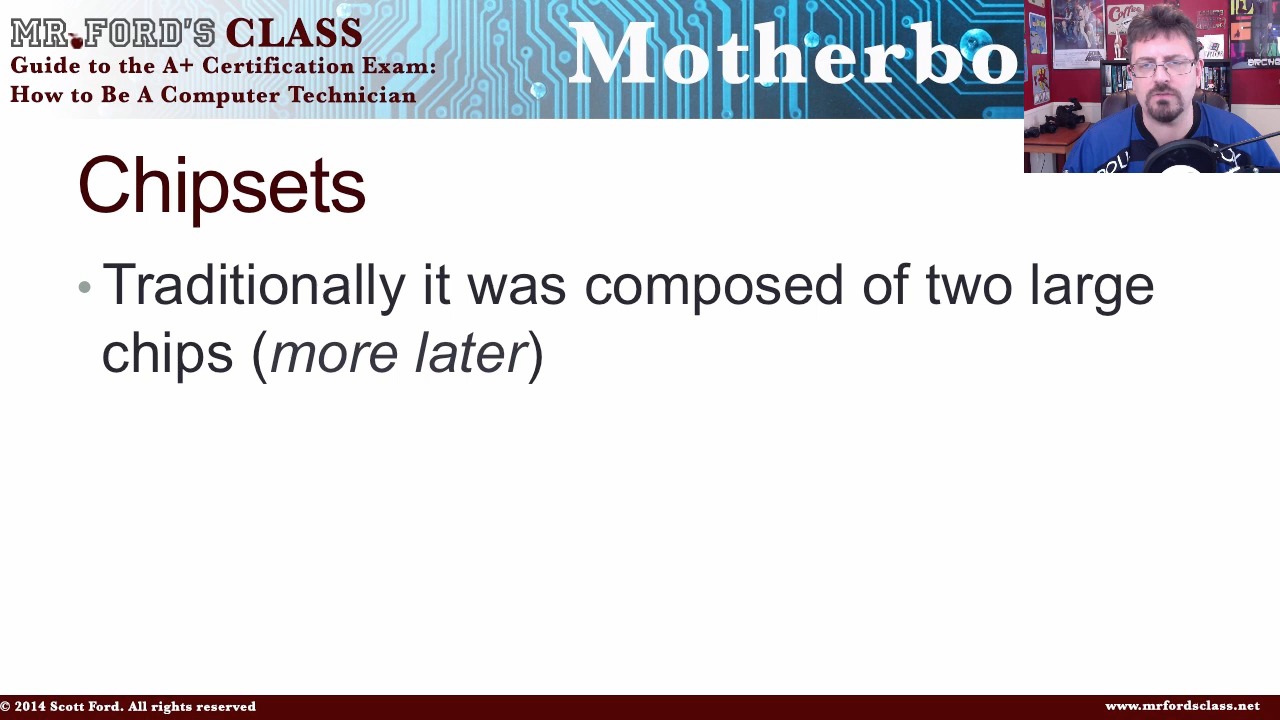 MR. FORD'S CLASS
Guide to the A+ Certification Exam:
How to Be A Computer Technician
Motherbo
Chipsets
• Traditionally it was composed of two large
chips (more later)
© 2014 Scott Ford. All rights reserved
www.mrfordsclass.net